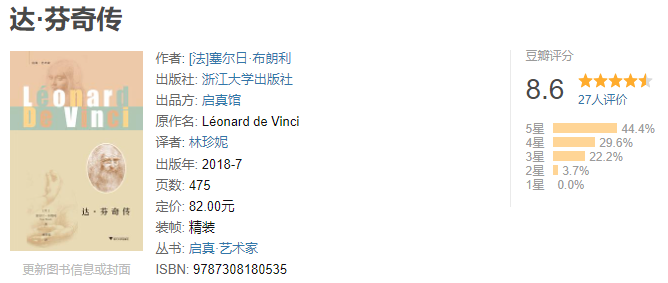 达·芬奇传
Léonard
De Vinci
达·芬奇传
更新图书信息或封面
作者: [法]塞尔日·布朗利
出版社: 浙江大学出版社
出品方: 启真馆
原作名: Léonard de Vinci
译者: 林珍妮
出版年: 2018-7
页数: 475
定价: 82.00元
装帧: 精装
丛书: 启真·艺术家
ISBN: 9787308180535
豆瓣评分
8.6
27人评价
5星 44.4%
4星 29.6%
3星 22.2%
2星 3.7%
1星 0.0%